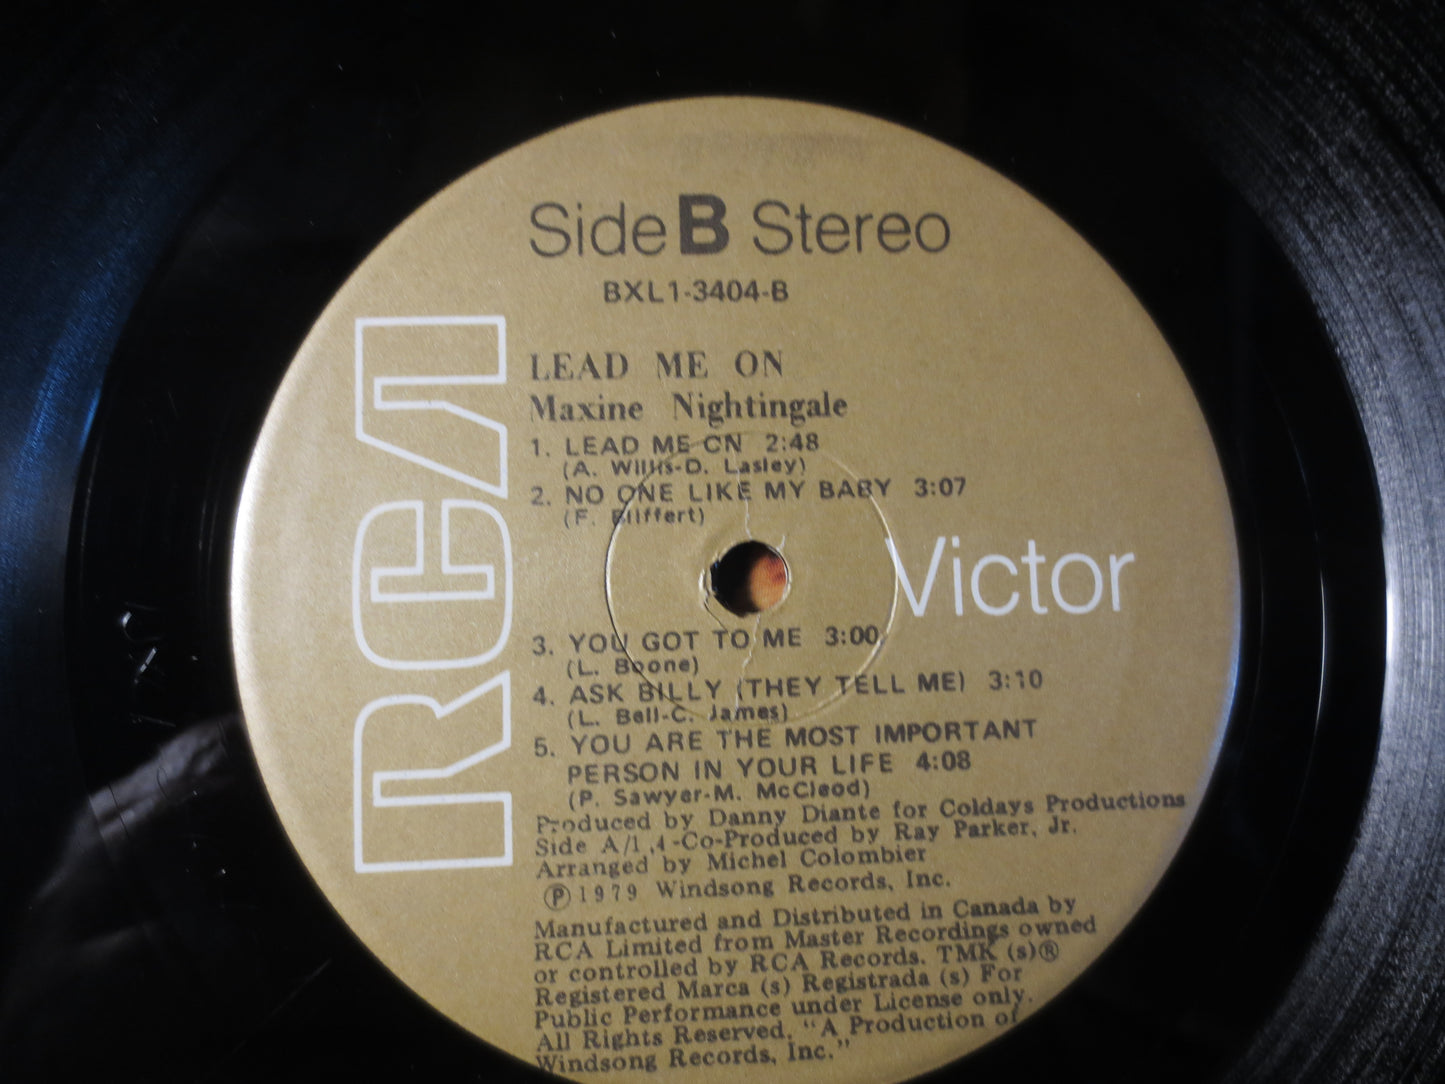 Side B Stereo
BXL1-3404-B
RCA
LEAD ME ON
Maxine Nightingale
1. LEAD ME ON 2:48
(A. Willis-D. Lasley)
2. NO ONE LIKE MY BABY 3:07
(F. Bliffert)
Victor
3. YOU GOT TO ME 3:00
(L. Boone)
4. ASK BILLY (THEY TELL ME) 3:10
(L. Bell-C. James)
5. YOU ARE THE MOST IMPORTANT
PERSON IN YOUR LIFE 4:08
(P. Sawyer-M. McCleod)
Produced by Danny Diante for Coldays Productions
Side A/1,4-Co-Produced by Ray Parker, Jr.
Arranged by Michel Colombier
Ⓟ 1979 Windsong Records, Inc.
Manufactured and Distributed in Canada by
RCA Limited from Master Recordings owned
or controlled by RCA Records. TMK (s)®
Registered Marca (s) Registrada (s) For
Public Performance under License only.
All Rights Reserved. "A Production of
Windsong Records, Inc."